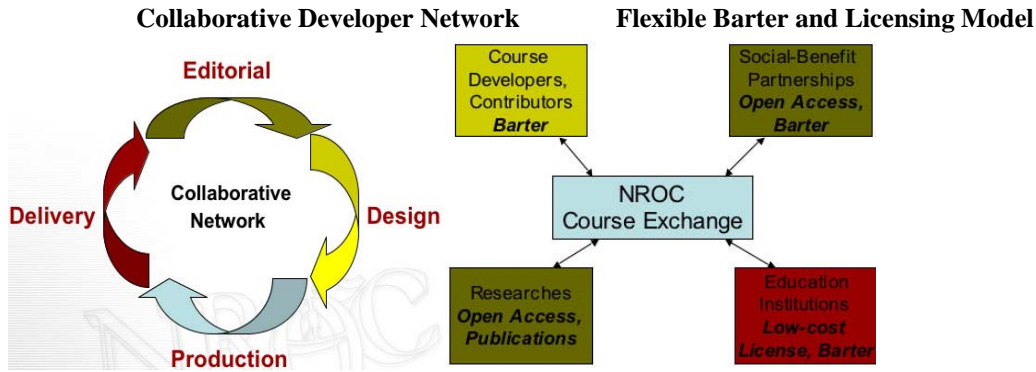 Collaborative Developer Network
Flexible Barter and Licensing Model
Editorial
Delivery
Collaborative
Network
Design
Production
Course
Developers,
Contributors
Barter
Social-Benefit
Partnerships
Open Access,
Barter
NROC
Course Exchange
Researches
Open Access,
Publications
Education
Institutions
Low-cost
License, Barter
NROC